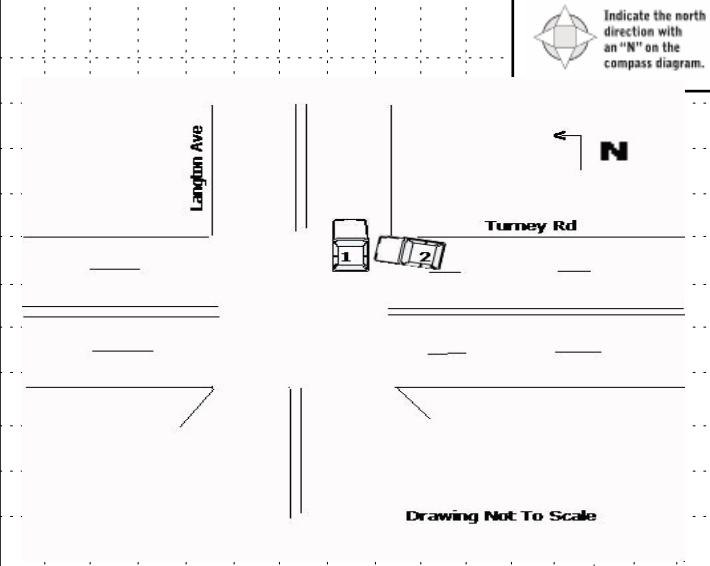 Indicate the north
direction with
an "N" on the
compass diagram.
Langton Ave
N
Turney Rd
1
2
Drawing Not To Scale